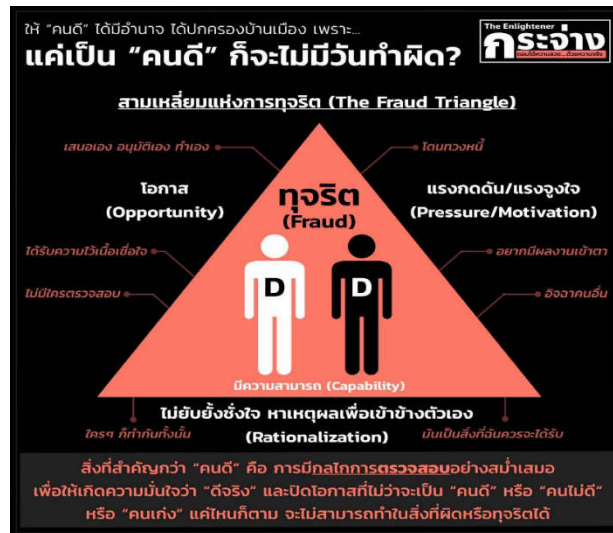 ให้ “คนดี” ได้มีอำนาจ ได้ปกครองบ้านเมือง เพราะ...
แค่เป็น “คนดี” ก็จะไม่มีวันทำผิด?
The Enlightener
กระจ่าง
สามเหลี่ยมแห่งการทุจริต (The Fraud Triangle)
เสนอเอง อนุมัติเอง ทำเอง
โดนทวงหนี้
โอกาส
(Opportunity)
ทุจริต
(Fraud)
แรงกดดัน/แรงจูงใจ
(Pressure/Motivation)
ได้รับความไว้เนื้อเชื่อใจ
อยากมีผลงานเข้าตา
ไม่มีใครตรวจสอบ
อิจฉาคนอื่น
D D
มีความสามารถ (Capability)
ไม่ยับยั้งชั่งใจ หาเหตุผลเพื่อเข้าข้างตัวเอง
(Rationalization)
ใครๆ ก็ทำกันทั้งนั้น
มันเป็นสิ่งที่ฉันควรจะได้รับ
สิ่งที่สำคัญกว่า “คนดี” คือ การมีกลไกการตรวจสอบอย่างสม่ำเสมอ
เพื่อให้เกิดความมั่นใจว่า “ดีจริง” และปิดโอกาสที่ไม่ว่าจะเป็น “คนดี” หรือ “คนไม่ดี”
หรือ “คนเก่ง” แค่ไหนก็ตาม จะไม่สามารถทำในสิ่งที่ผิดหรือทุจริตได้